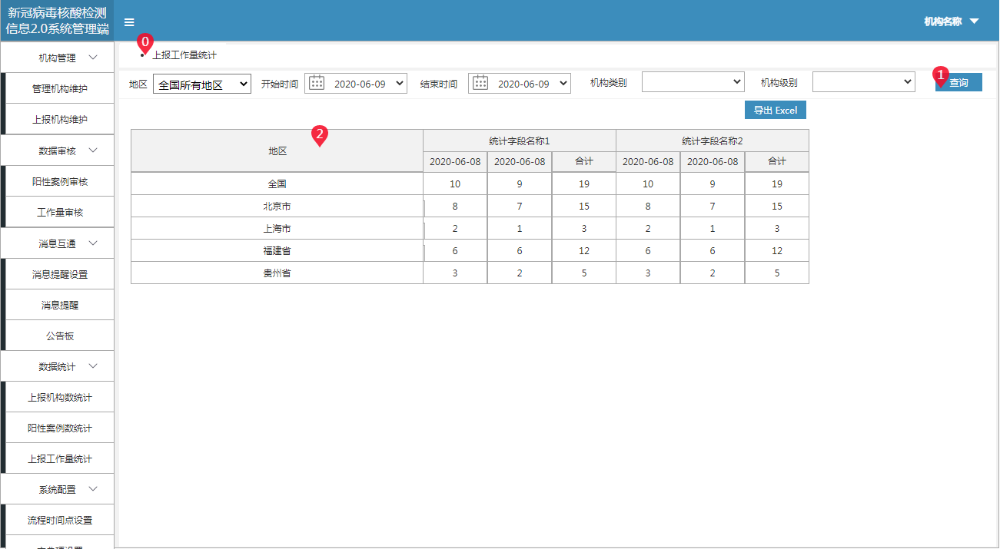 新冠病毒核酸检测
信息2.0系统管理端
机构名称
机构管理
管理机构维护
上报机构维护
数据审核
阳性案例审核
工作量审核
消息互通
消息提醒设置
消息提醒
公告板
数据统计
上报机构数统计
阳性案例数统计
上报工作量统计
系统配置
流程时间点设置
0
上报工作量统计
地区 全国所有地区 开始时间 2020-06-09 结束时间 2020-06-09 机构类别 机构级别 1 查询
导出 Excel
2
地区 统计字段名称1 统计字段名称2
2020-06-08 2020-06-08 合计 2020-06-08 2020-06-08 合计
全国 10 9 19 10 9 19
北京市 8 7 15 8 7 15
上海市 2 1 3 2 1 3
福建省 6 6 12 6 6 12
贵州省 3 2 5 3 2 5